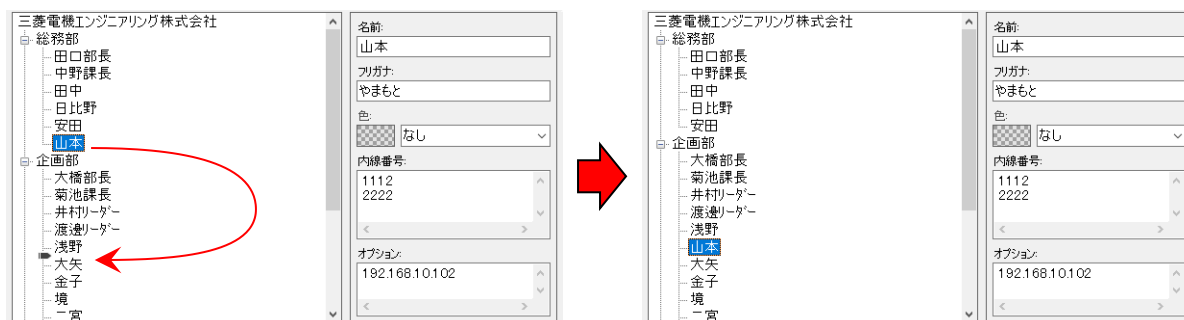 三菱電機エンジニアリング株式会社
総務部
田口部長
中野課長
田中
日比野
安田
山本
企画部
大橋部長
菊池課長
井村リーダー
渡邊リーダー
浅野
大矢
金子
境
二宮
名前:
山本
フリガナ:
やまもと
色:
なし
内線番号:
1112
2222
オプション:
192.168.10.102
三菱電機エンジニアリング株式会社
総務部
田口部長
中野課長
田中
日比野
安田
企画部
大橋部長
菊池課長
井村リーダー
渡邊リーダー
浅野
山本
大矢
金子
境
二宮
名前:
山本
フリガナ:
やまもと
色:
なし
内線番号:
1112
2222
オプション:
192.168.10.102